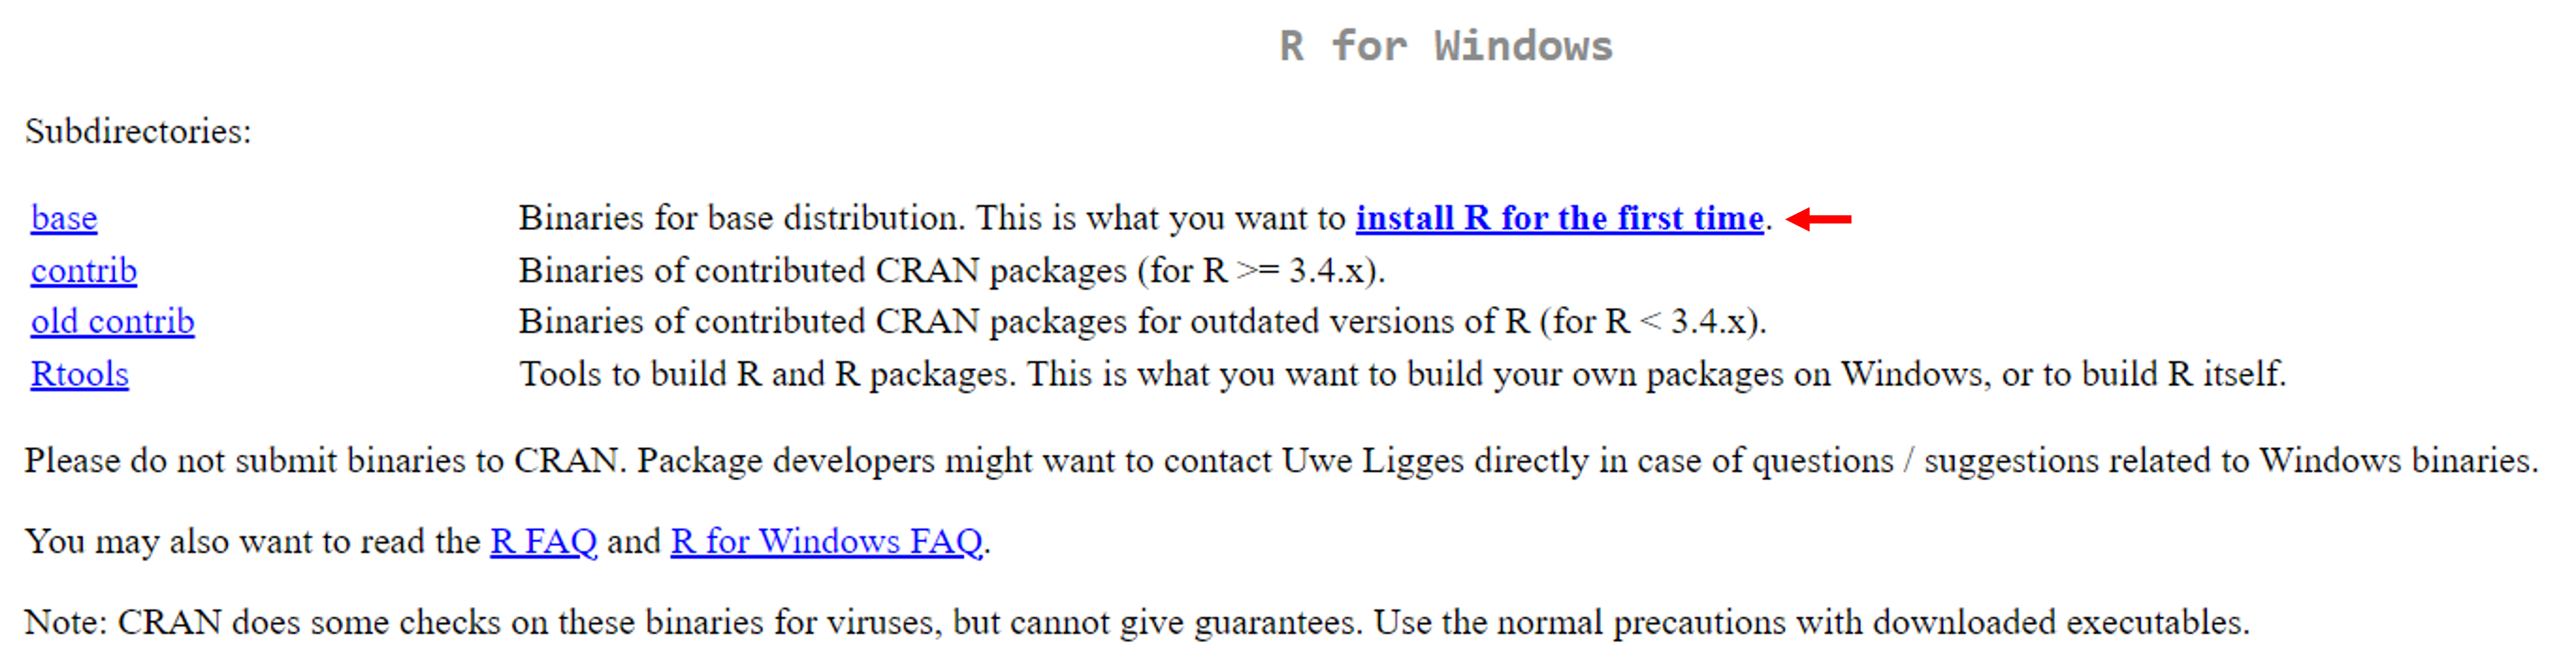 R for Windows
Subdirectories:
base Binaries for base distribution. This is what you want to install R for the first time.
contrib Binaries of contributed CRAN packages (for R >= 3.4.x).
old contrib Binaries of contributed CRAN packages for outdated versions of R (for R < 3.4.x).
Rtools Tools to build R and R packages. This is what you want to build your own packages on Windows, or to build R itself.
Please do not submit binaries to CRAN. Package developers might want to contact Uwe Ligges directly in case of questions / suggestions related to Windows binaries.
You may also want to read the R FAQ and R for Windows FAQ.
Note: CRAN does some checks on these binaries for viruses, but cannot give guarantees. Use the normal precautions with downloaded executables.